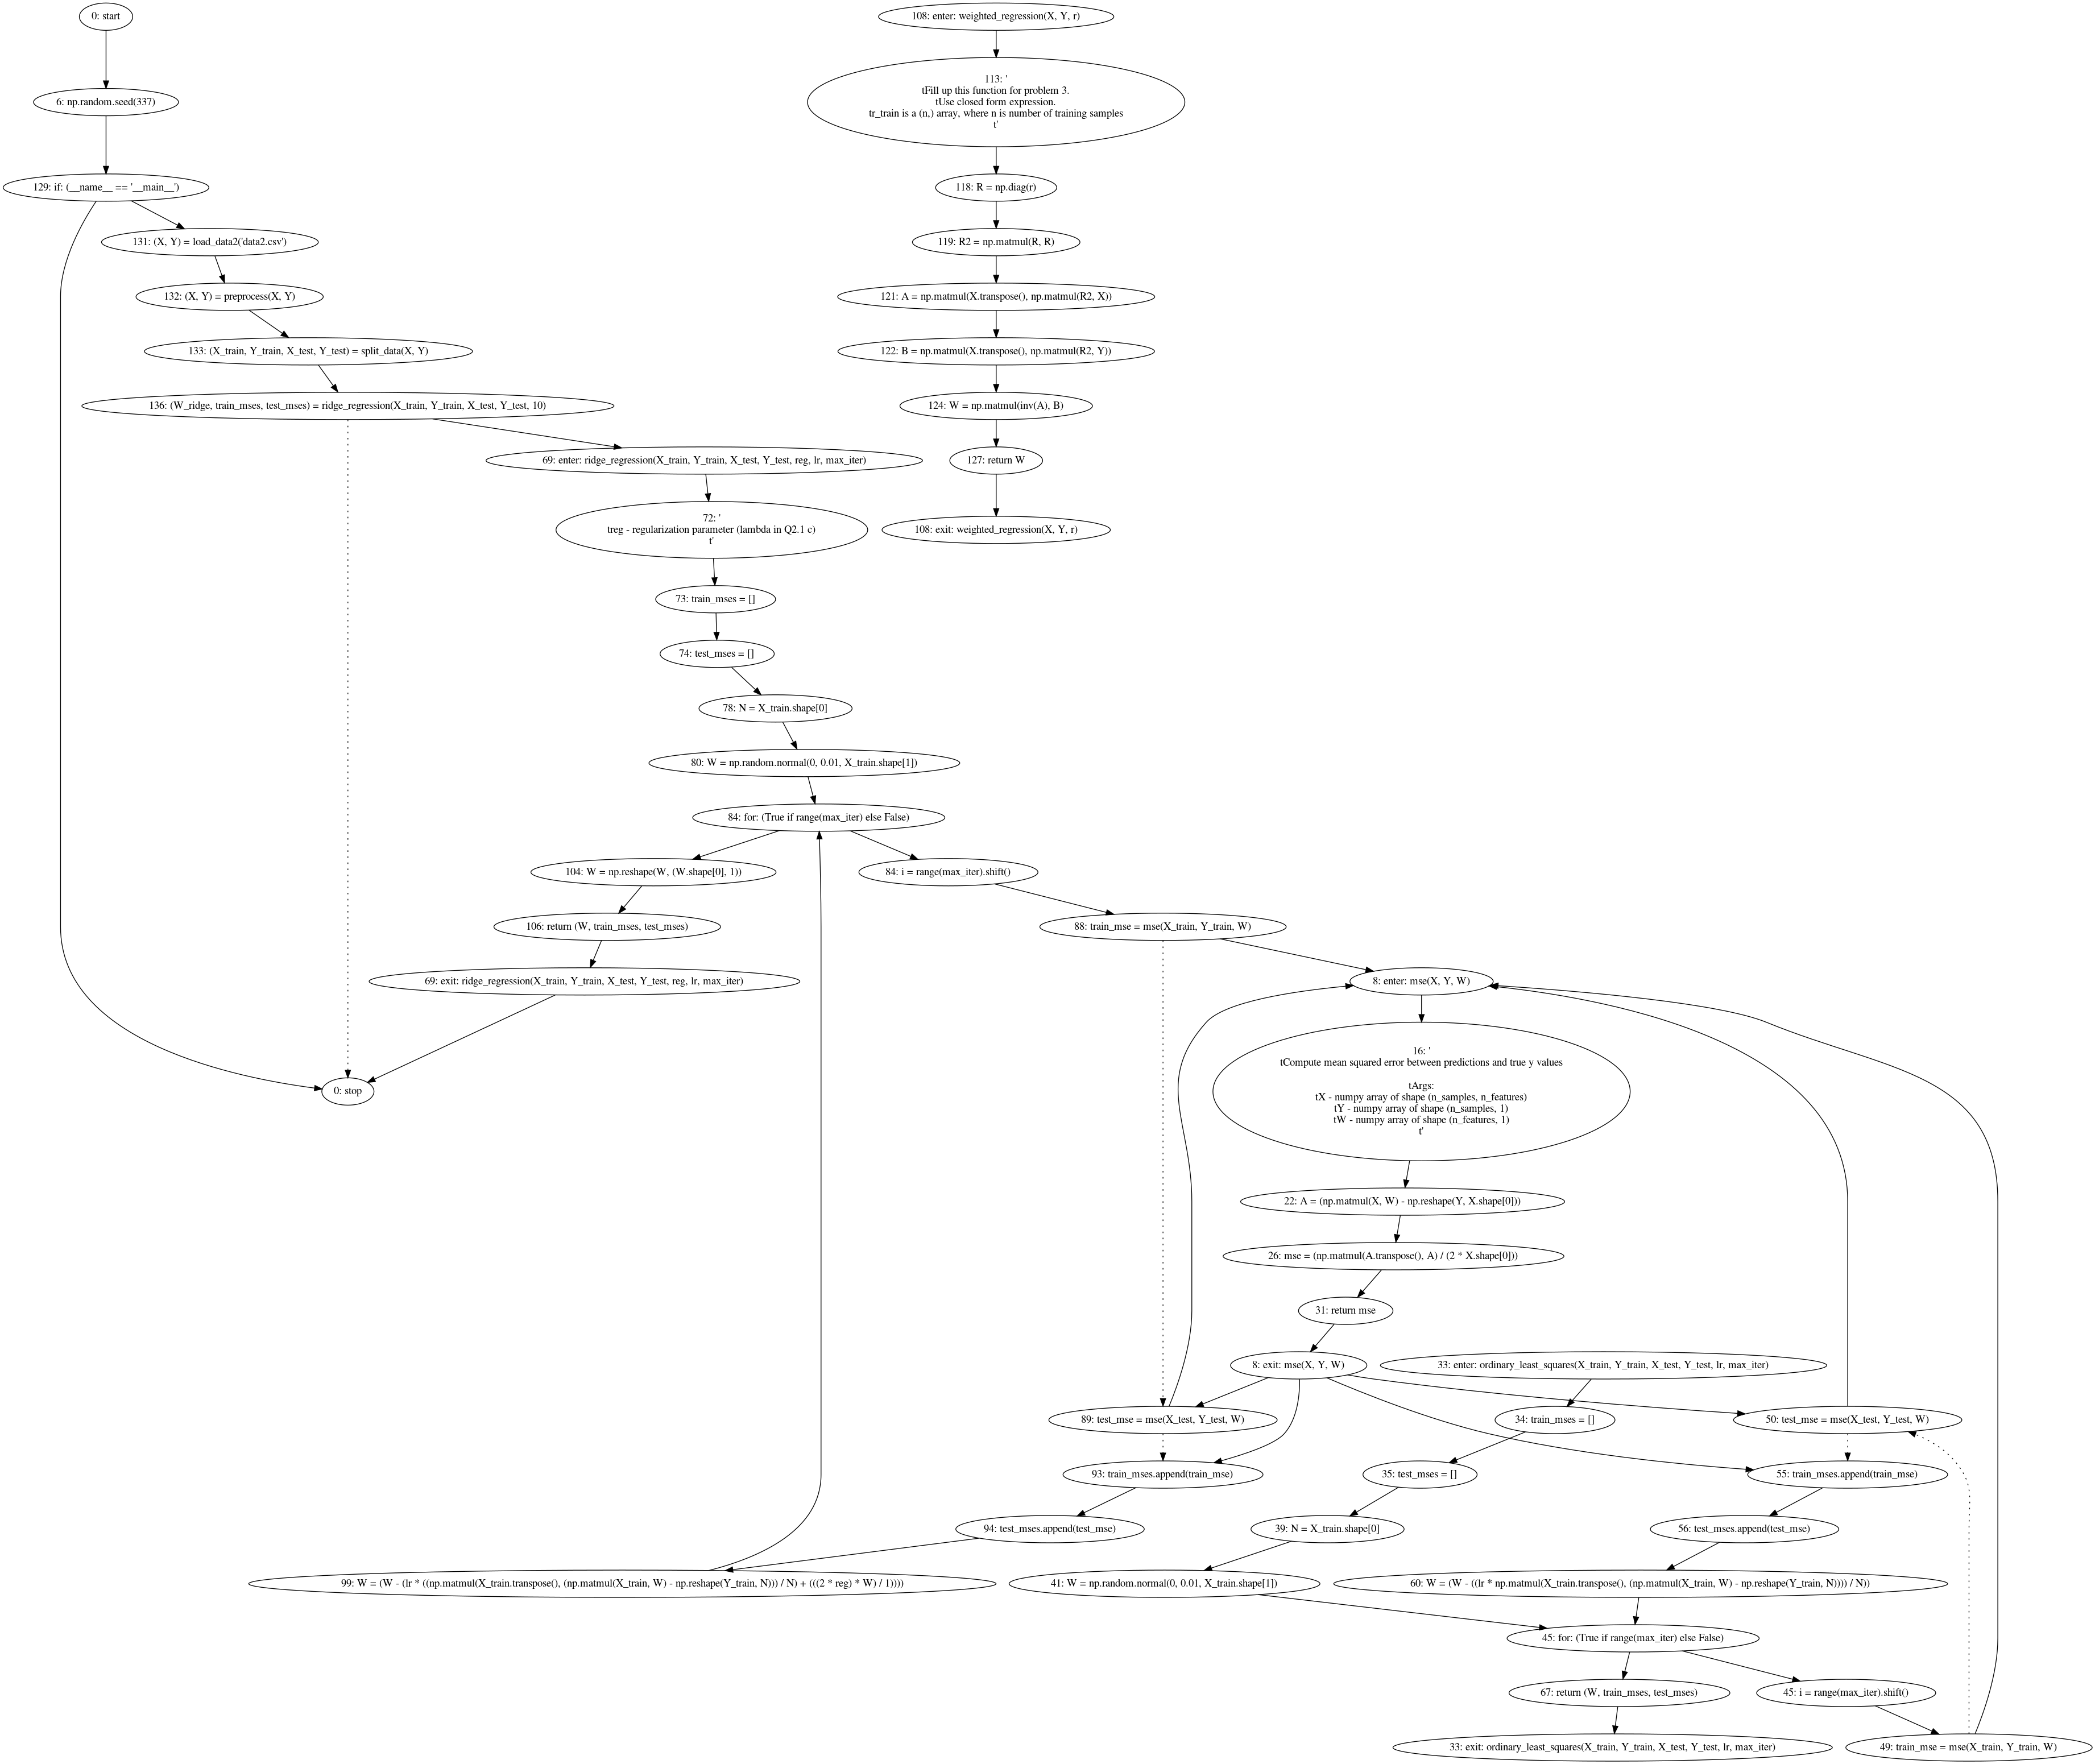 0: start
6: np.random.seed(337)
129: if: (__name__ == '__main__')
131: (X, Y) = load_data2('data2.csv')
132: (X, Y) = preprocess(X, Y)
133: (X_train, Y_train, X_test, Y_test) = split_data(X, Y)
136: (W_ridge, train_mses, test_mses) = ridge_regression(X_train, Y_train, X_test, Y_test, 10)
108: enter: weighted_regression(X, Y, r)
113: '
tFill up this function for problem 3.
tUse closed form expression.
tr_train is a (n,) array, where n is number of training samples
t'
118: R = np.diag(r)
119: R2 = np.matmul(R, R)
121: A = np.matmul(X.transpose(), np.matmul(R2, X))
122: B = np.matmul(X.transpose(), np.matmul(R2, Y))
124: W = np.matmul(inv(A), B)
127: return W
108: exit: weighted_regression(X, Y, r)
69: enter: ridge_regression(X_train, Y_train, X_test, Y_test, reg, lr, max_iter)
72: '
treg - regularization parameter (lambda in Q2.1 c)
t'
73: train_mses = []
74: test_mses = []
78: N = X_train.shape[0]
80: W = np.random.normal(0, 0.01, X_train.shape[1])
84: for: (True if range(max_iter) else False)
104: W = np.reshape(W, (W.shape[0], 1))
84: i = range(max_iter).shift()
106: return (W, train_mses, test_mses)
88: train_mse = mse(X_train, Y_train, W)
69: exit: ridge_regression(X_train, Y_train, X_test, Y_test, reg, lr, max_iter)
8: enter: mse(X, Y, W)
0: stop
16: '
tCompute mean squared error between predictions and true y values
tArgs:
tX - numpy array of shape (n_samples, n_features)
tY - numpy array of shape (n_samples, 1)
tW - numpy array of shape (n_features, 1)
t'
22: A = (np.matmul(X, W) - np.reshape(Y, X.shape[0]))
26: mse = (np.matmul(A.transpose(), A) / (2 * X.shape[0]))
31: return mse
8: exit: mse(X, Y, W)
33: enter: ordinary_least_squares(X_train, Y_train, X_test, Y_test, lr, max_iter)
89: test_mse = mse(X_test, Y_test, W)
34: train_mses = []
50: test_mse = mse(X_test, Y_test, W)
93: train_mses.append(train_mse)
35: test_mses = []
55: train_mses.append(train_mse)
94: test_mses.append(test_mse)
39: N = X_train.shape[0]
56: test_mses.append(test_mse)
99: W = (W - (lr * ((np.matmul(X_train.transpose(), (np.matmul(X_train, W) - np.reshape(Y_train, N))) / N) + (((2 * reg) * W) / 1))))
41: W = np.random.normal(0, 0.01, X_train.shape[1])
60: W = (W - ((lr * np.matmul(X_train.transpose(), (np.matmul(X_train, W) - np.reshape(Y_train, N)))) / N))
45: for: (True if range(max_iter) else False)
67: return (W, train_mses, test_mses)
45: i = range(max_iter).shift()
33: exit: ordinary_least_squares(X_train, Y_train, X_test, Y_test, lr, max_iter)
49: train_mse = mse(X_train, Y_train, W)